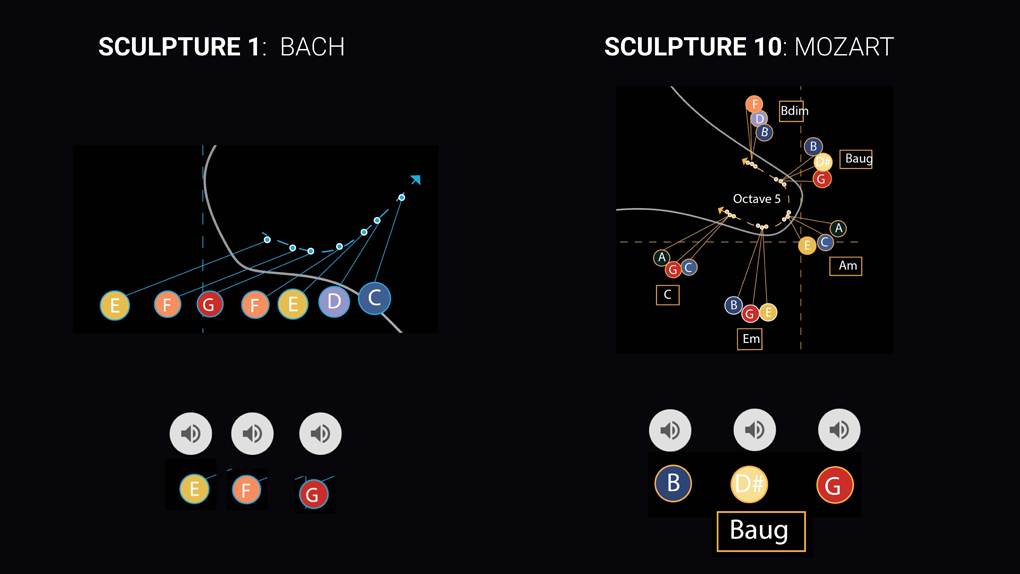 SCULPTURE 1: BACH
E F G F E D C
E F G
SCULPTURE 10: MOZART
F
D
B
Bdim
B
D#
G
Baug
Octave 5
A
C
E
Am
A
G
C
C
B
G
E
Em
B D# G
Baug